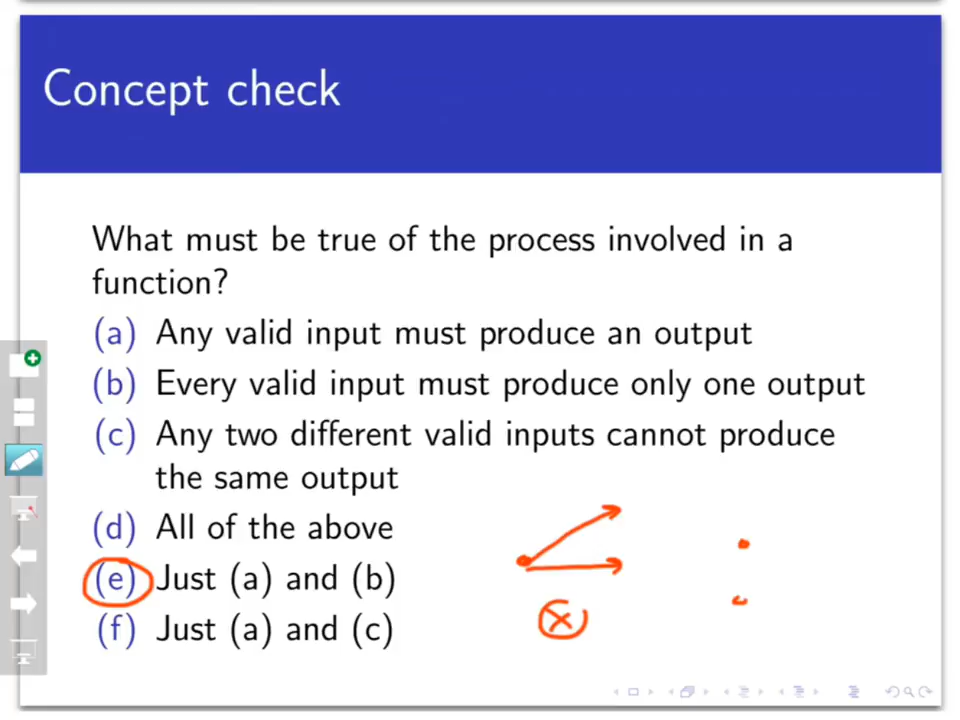 Concept check
What must be true of the process involved in a
function?
(a) Any valid input must produce an output
(b) Every valid input must produce only one output
(c) Any two different valid inputs cannot produce
the same output
(d) All of the above
(e) Just (a) and (b)
(f) Just (a) and (c)